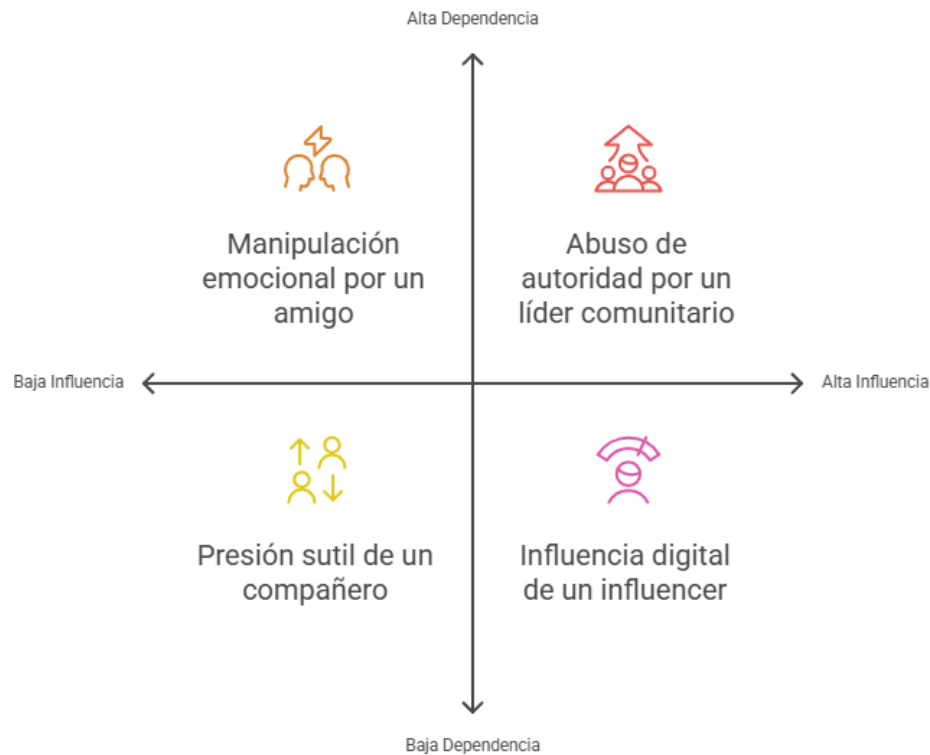 Alta Dependencia
Manipulación
emocional por un
amigo
Abuso de
autoridad por un
líder comunitario
Baja Influencia
Alta Influencia
Presión sutil de un
compañero
Influencia digital
de un influencer
Baja Dependencia